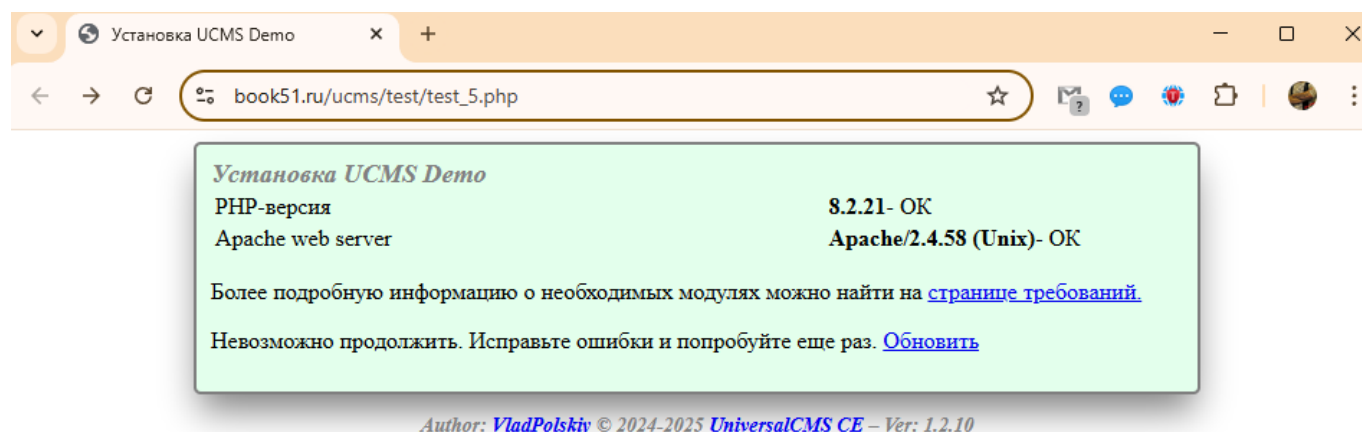 Установка UCMS Demo
book51.ru/ucms/test/test_5.php
Установка UCMS Demo
PHP-версия 8.2.21- OK
Apache web server Apache/2.4.58 (Unix)- OK
Более подробную информацию о необходимых модулях можно найти на странице требований.
Невозможно продолжить. Исправьте ошибки и попробуйте еще раз. Обновить
Author: VladPolskiy © 2024-2025 UniversalCMS CE – Ver: 1.2.10